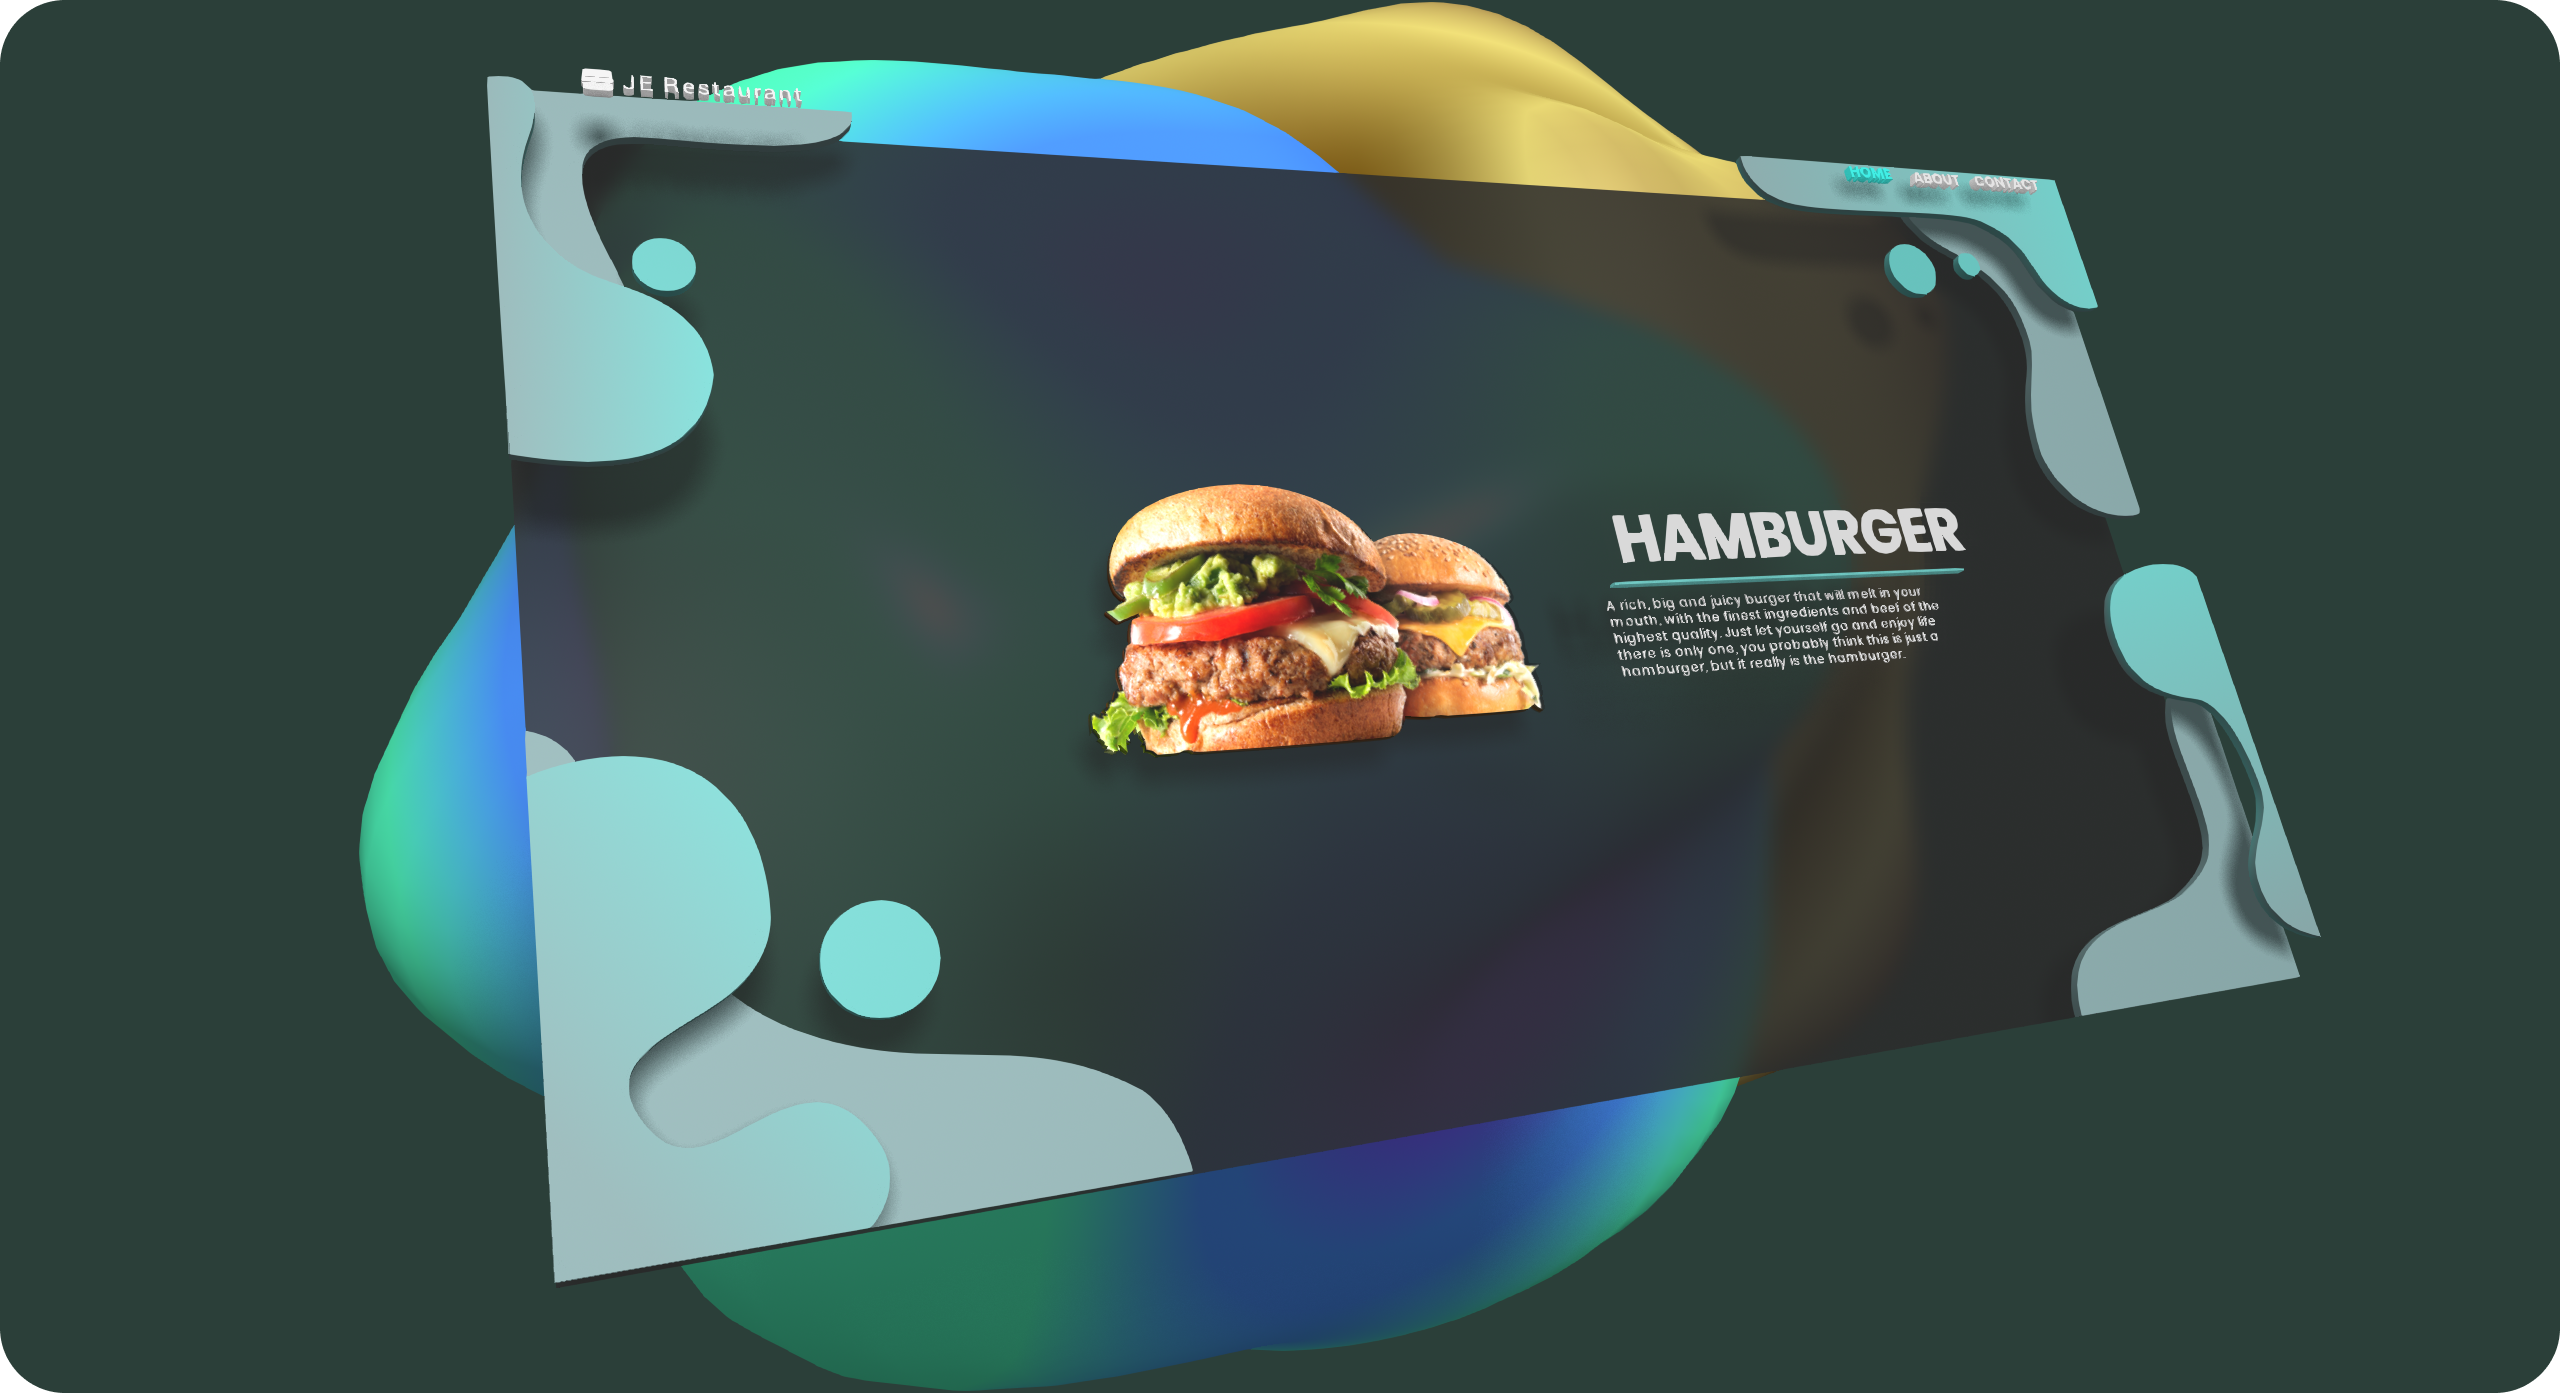 JE Restaurant
HOME ABOUT CONTACT
HAMBURGER
A rich, big and juicy burger that will melt in your
mouth, with the finest ingredients and beef of the
highest quality. Just let yourself go and enjoy life
there is only one, you probably think this is just a
hamburger, but it really is the hamburger.